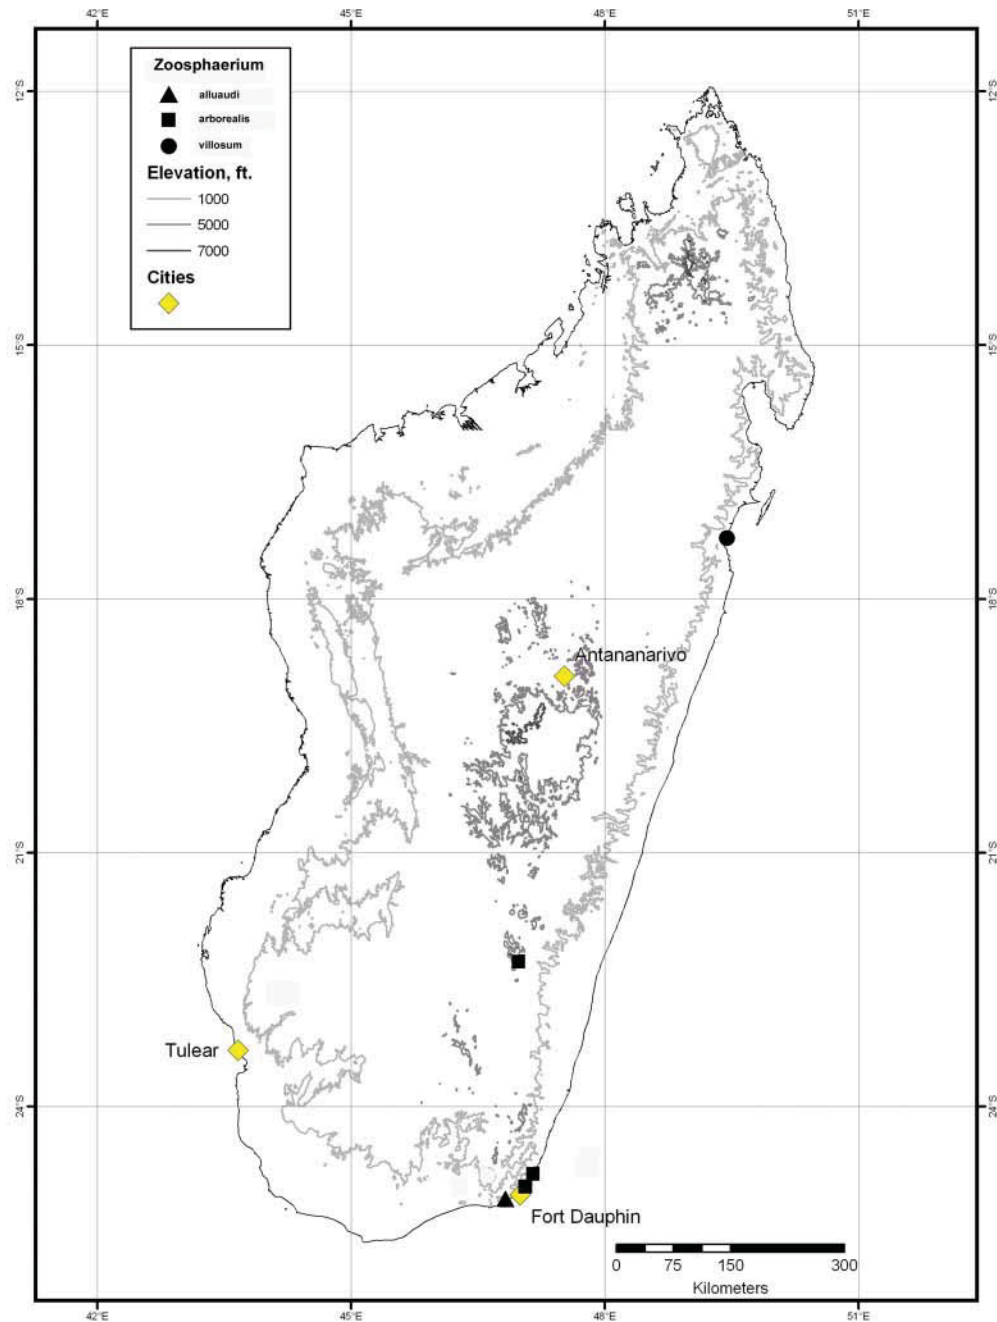 42°E 45°E 48°E 51°E
12°S
15°S
18°S
21°S
24°S
Zoosphaerium
alluaudi
arborealis
villosum
Elevation, ft.
1000
5000
7000
Cities
Antananarivo
Tulear
Fort Dauphin
0 75 150 300
Kilometers
12°S
15°S
18°S
21°S
24°S
42°E 45°E 48°E 51°E